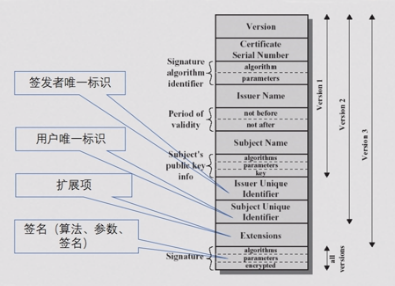 Version
Certificate
Serial Number
Signature
algorithm
identifier
algorithm
parameters
Issuer Name
Period of
validity
not before
not after
Subject Name
Subject's
public key
info
algorithms
parameters
key
Issuer Unique
Identifier
Subject Unique
Identifier
Extensions
Signature
algorithms
parameters
encrypted
签发者唯一标识
用户唯一标识
扩展项
签名（算法、参数、
签名）
Version 1
Version 2
Version 3
all
versions